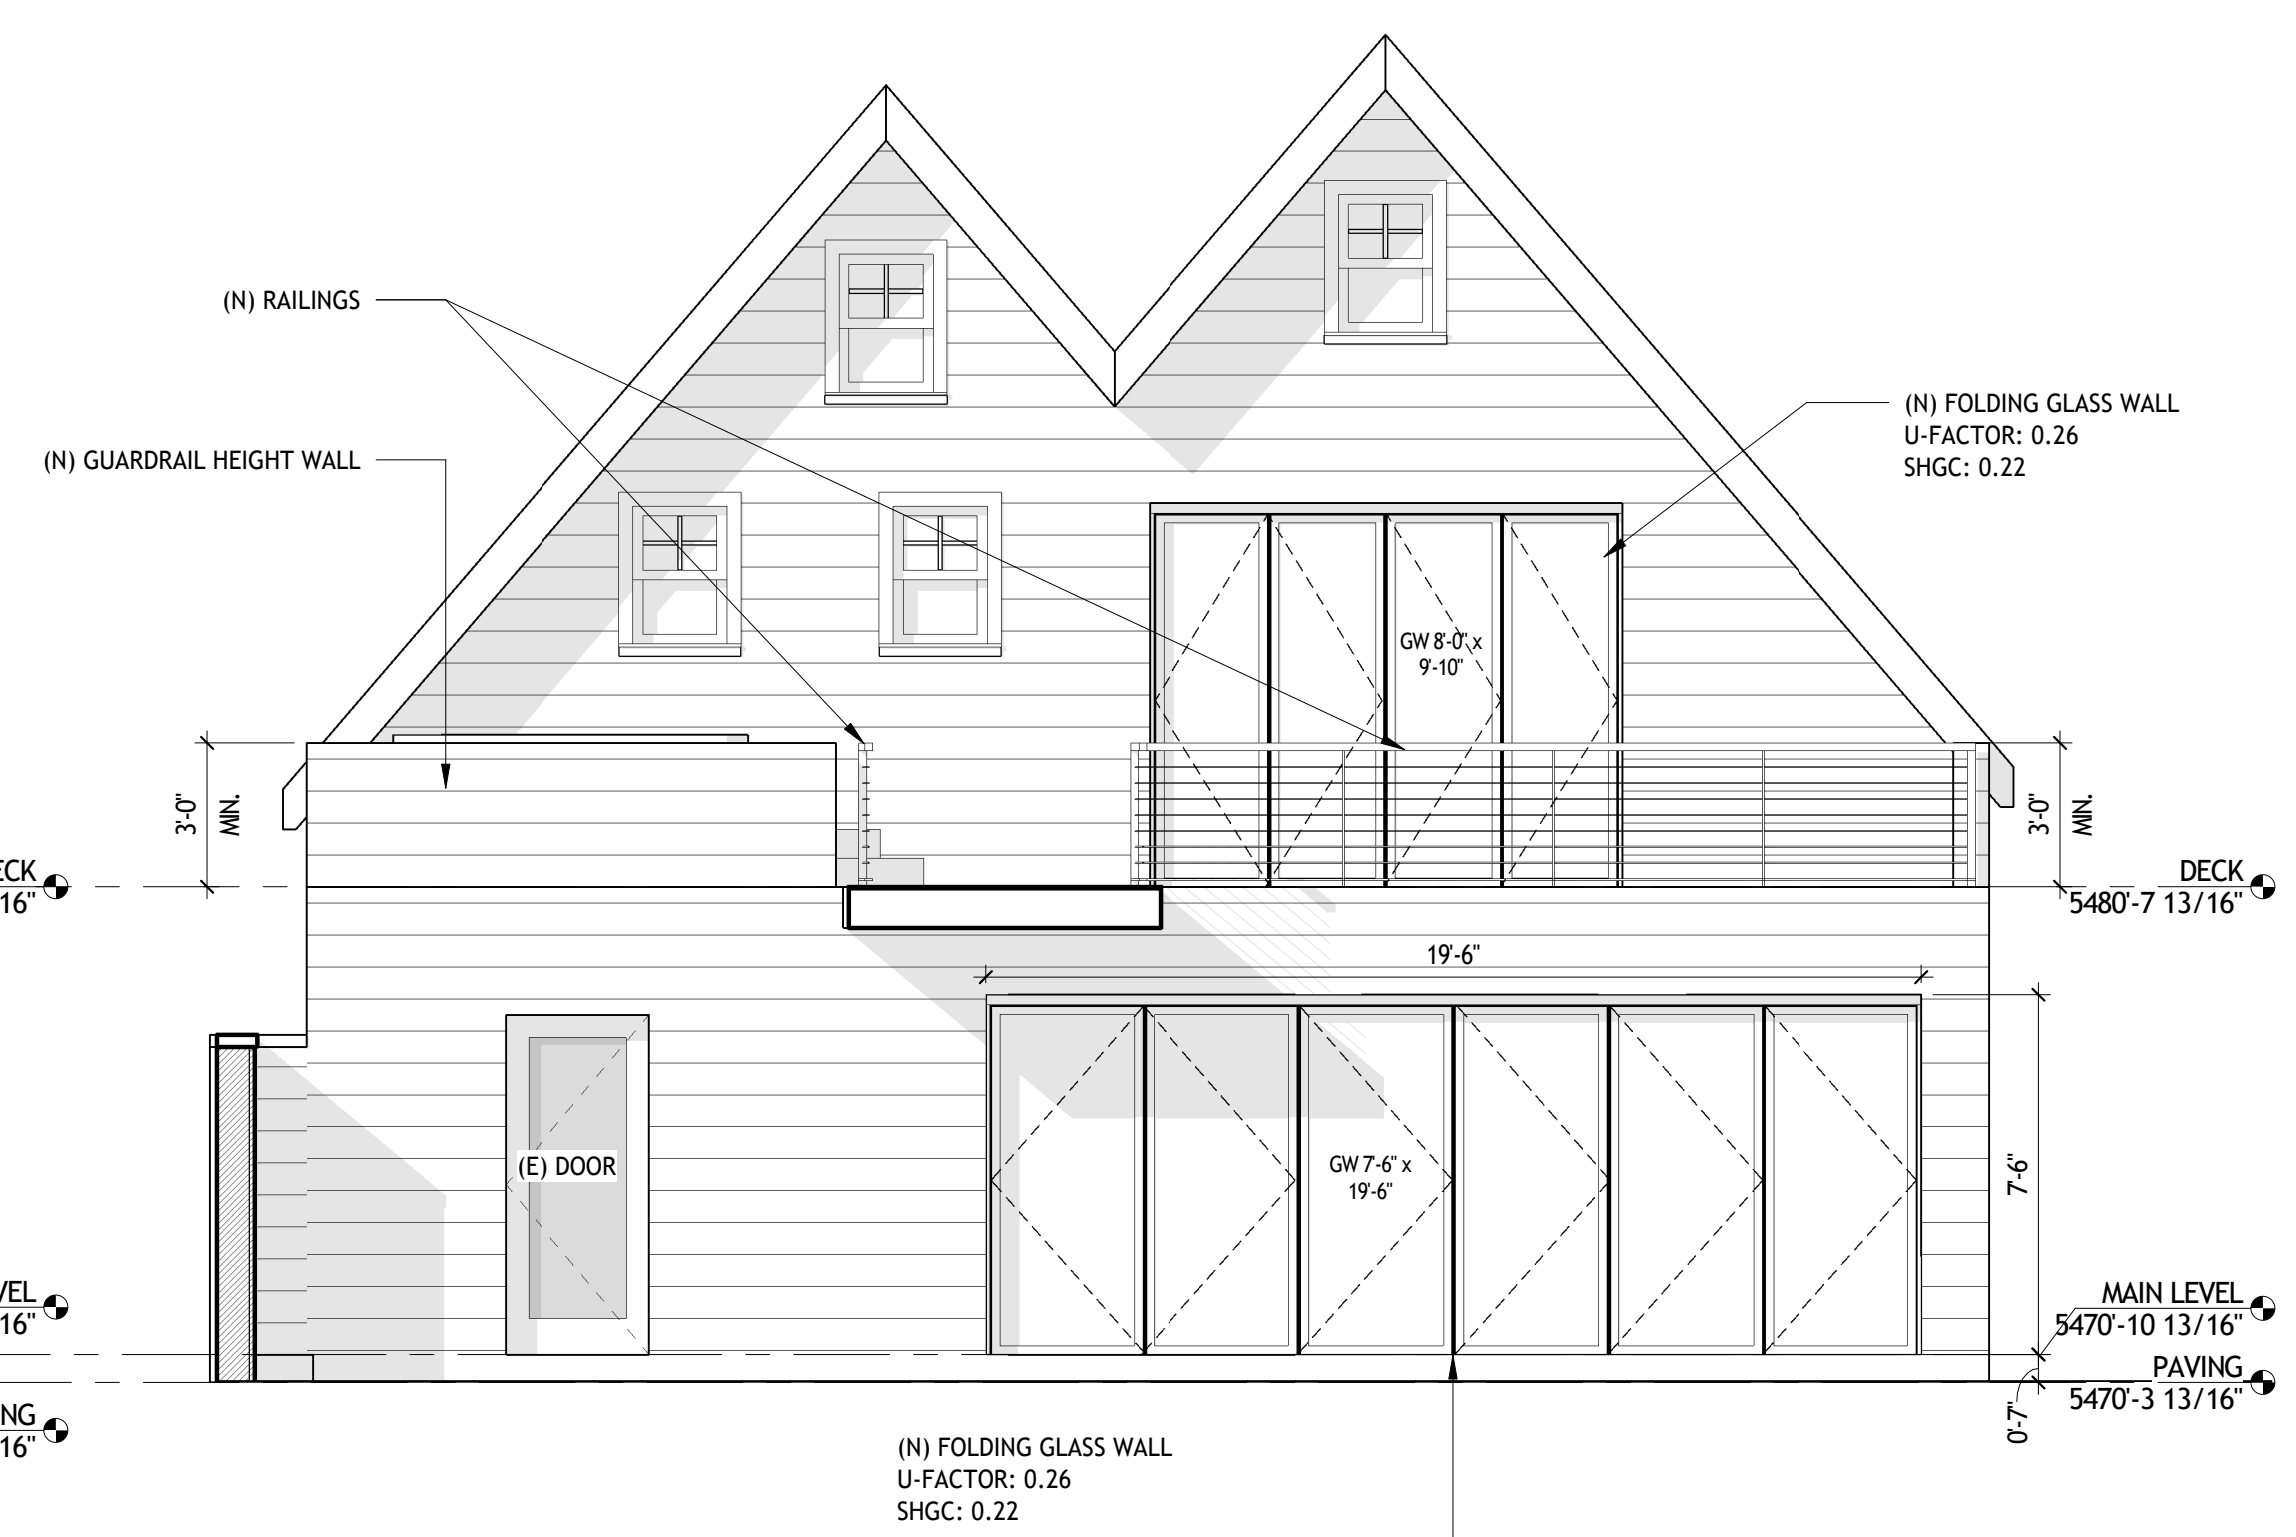 (N) RAILINGS
(N) GUARDRAIL HEIGHT WALL
(N) FOLDING GLASS WALL
U-FACTOR: 0.26
SHGC: 0.22
GW 8'-0" x
9'-10"
3'-0"
MIN.
3'-0"
MIN.
ECK
16"
DECK
5480'-7 13/16"
19'-6"
(E) DOOR
GW 7'-6" x
19'-6"
7'-6"
VEL
16"
MAIN LEVEL
5470'-10 13/16"
PAVING
5470'-3 13/16"
NG
16"
0'-7"
(N) FOLDING GLASS WALL
U-FACTOR: 0.26
SHGC: 0.22